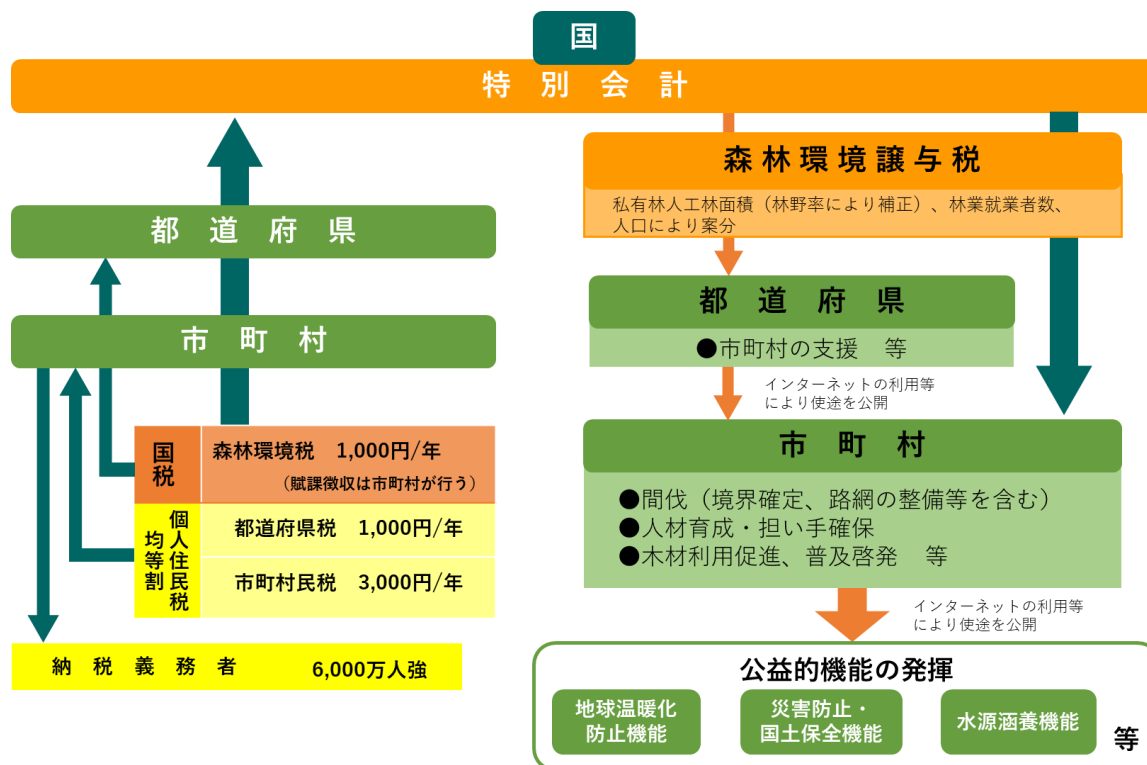 国
特別会計
都道府県
市町村
国税
森林環境税 1,000円/年
（賦課徴収は市町村が行う）
個人住民税
均等割
都道府県税 1,000円/年
市町村民税 3,000円/年
納税義務者 6,000万人強
森林環境譲与税
私有林人工林面積（林野率により補正）、林業就業者数、
人口により案分
都道府県
●市町村の支援 等
インターネットの利用等
により使途を公開
市町村
●間伐（境界確定、路網の整備等を含む）
●人材育成・担い手確保
●木材利用促進、普及啓発 等
インターネットの利用等
により使途を公開
公益的機能の発揮
地球温暖化
防止機能
災害防止・
国土保全機能
水源涵養機能
等